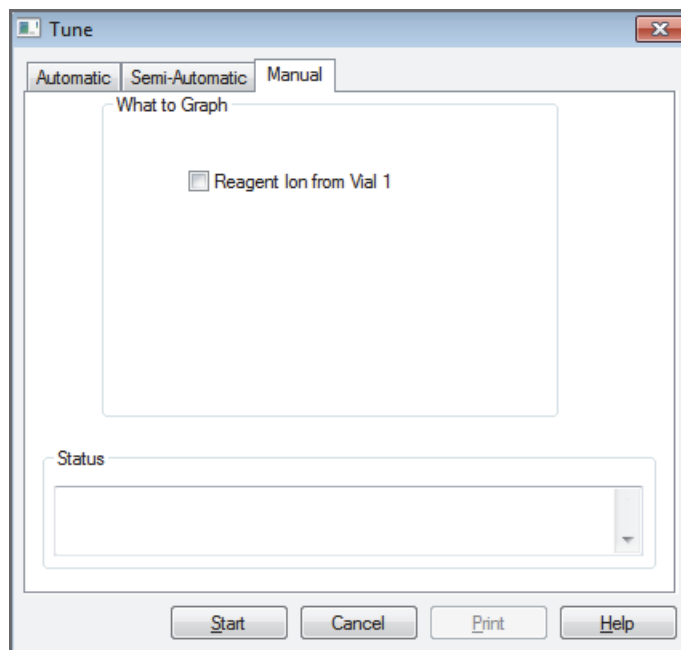 Tune
Automatic Semi-Automatic Manual
What to Graph
Reagent Ion from Vial 1
Status
Start Cancel Print Help